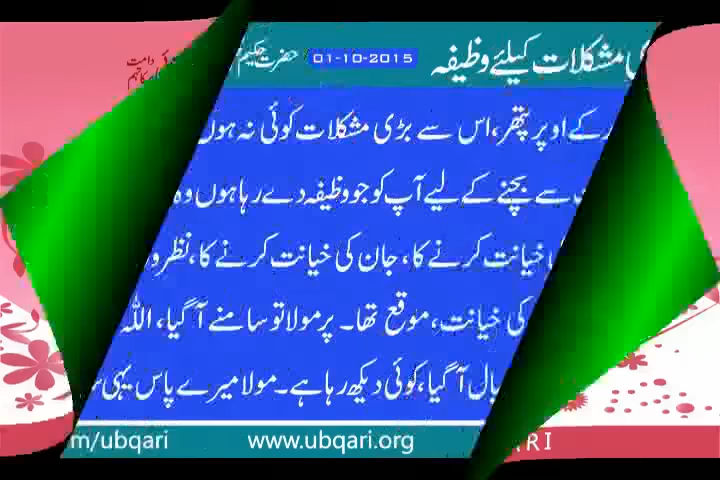 مشکلات کیلئے وظیفہ
01-10-2015
حضرت حکیم
دامت
کے اوپر پتھر، اس سے بڑی مشکلات کوئی نہ ہوں
سے بچنے کے لیے آپ کو جو وظیفہ دے رہا ہوں وہ
خیانت کرنے کا، جان کی خیانت کرنے کا، نظر
کی خیانت، موقع تھا۔ پر مولا تو سامنے آ گیا، اللہ
آ گیا، کوئی دیکھ رہا ہے۔ مولا میرے پاس یہی
m/ubqari
www.ubqari.org